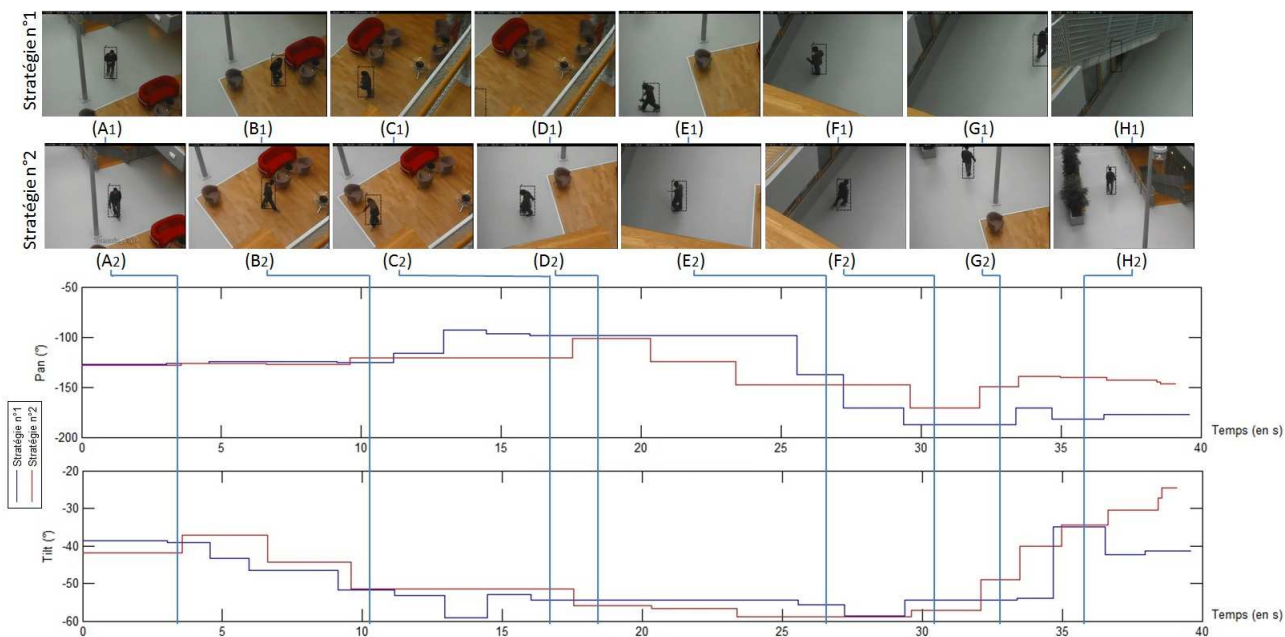 Stratégie n°1
(A1) (B1) (C1) (D1) (E1) (F1) (G1) (H1)
Stratégie n°2
(A2) (B2) (C2) (D2) (E2) (F2) (G2) (H2)
-50
-100
-150
-200
Pan (°)
0 5 10 15 20 25 30 35 40
Temps (en s)
Stratégie n°1
Stratégie n°2
-20
-30
-40
-50
-60
Tilt (°)
0 5 10 15 20 25 30 35 40
Temps (en s)